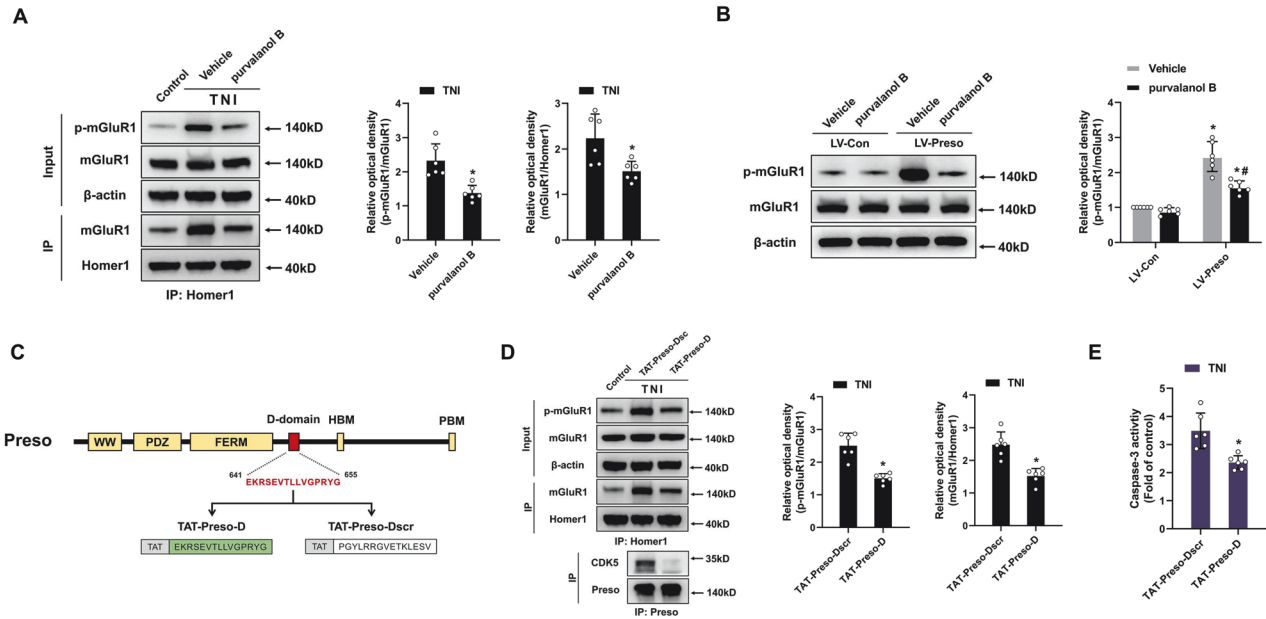 A
Control
Vehicle
purvalanol B
TNI
Input
p-mGluR1
140kD
mGluR1
140kD
β-actin
40kD
IP
mGluR1
140kD
Homer1
40kD
IP: Homer1
TNI
Relative optical density
(p-mGluR1/mGluR1)
4
3
2
1
0
Vehicle
purvalanol B
*
TNI
Relative optical density
(mGluR1/Homer1)
3
2
1
0
Vehicle
purvalanol B
*
B
Vehicle
purvalanol B
Vehicle
purvalanol B
LV-Con
LV-Preso
p-mGluR1
140kD
mGluR1
140kD
β-actin
40kD
Vehicle
purvalanol B
Relative optical density
(p-mGluR1/mGluR1)
4
3
2
1
0
*
*#
LV-Con
LV-Preso
C
Preso
WW
PDZ
FERM
D-domain
HBM
PBM
641
655
EKRSEVTLLVGPRYG
TAT-Preso-D
TAT-Preso-Dscr
TAT
EKRSEVTLLVGPRYG
TAT
PGYLRRGVETKLESV
D
Control
TAT-Preso-Dsc
TAT-Preso-D
TNI
Input
p-mGluR1
140kD
mGluR1
140kD
β-actin
40kD
IP
mGluR1
140kD
Homer1
40kD
IP: Homer1
IP
CDK5
35kD
Preso
140kD
IP: Preso
TNI
Relative optical density
(p-mGluR1/mGluR1)
4
3
2
1
0
*
TAT-Preso-Dscr
TAT-Preso-D
TNI
Relative optical density
(mGluR1/Homer1)
4
3
2
1
0
*
TAT-Preso-Dscr
TAT-Preso-D
E
TNI
Caspase-3 activtiy
(Fold of control)
5
4
3
2
1
0
*
TAT-Preso-Dscr
TAT-Preso-D